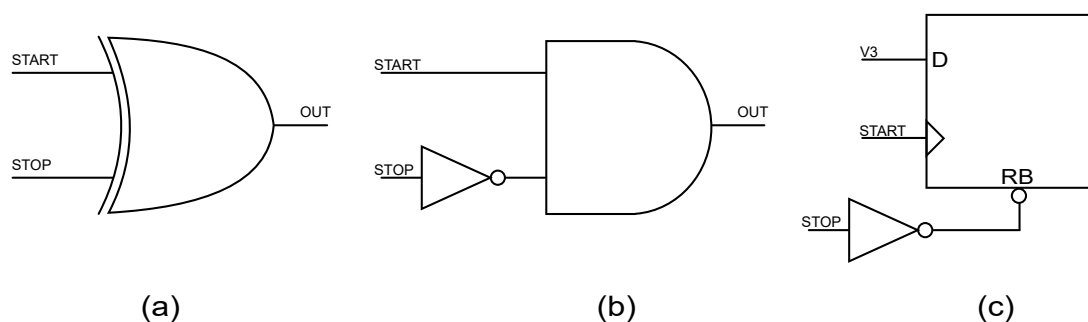 START
STOP
OUT
(a)
START
STOP
OUT
(b)
V3
D
START
RB
STOP
(c)